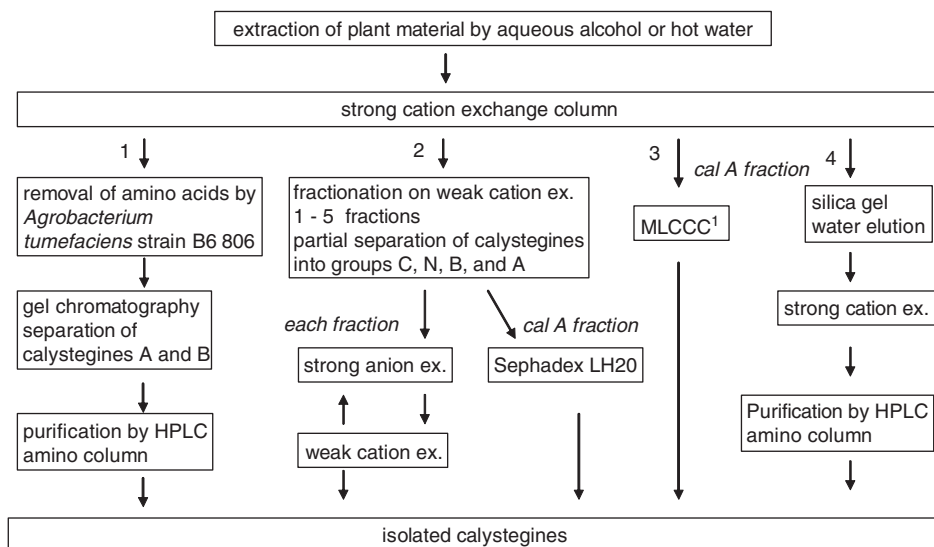 extraction of plant material by aqueous alcohol or hot water
strong cation exchange column
1
2
3
cal A fraction
4
removal of amino acids by
Agrobacterium
tumefaciens strain B6 806
fractionation on weak cation ex.
1 - 5 fractions
partial separation of calystegines
into groups C, N, B, and A
MLCCC¹
silica gel
water elution
gel chromatography
separation of
calystegines A and B
each fraction
cal A fraction
strong cation ex.
strong anion ex.
Sephadex LH20
purification by HPLC
amino column
weak cation ex.
Purification by HPLC
amino column
isolated calystegines